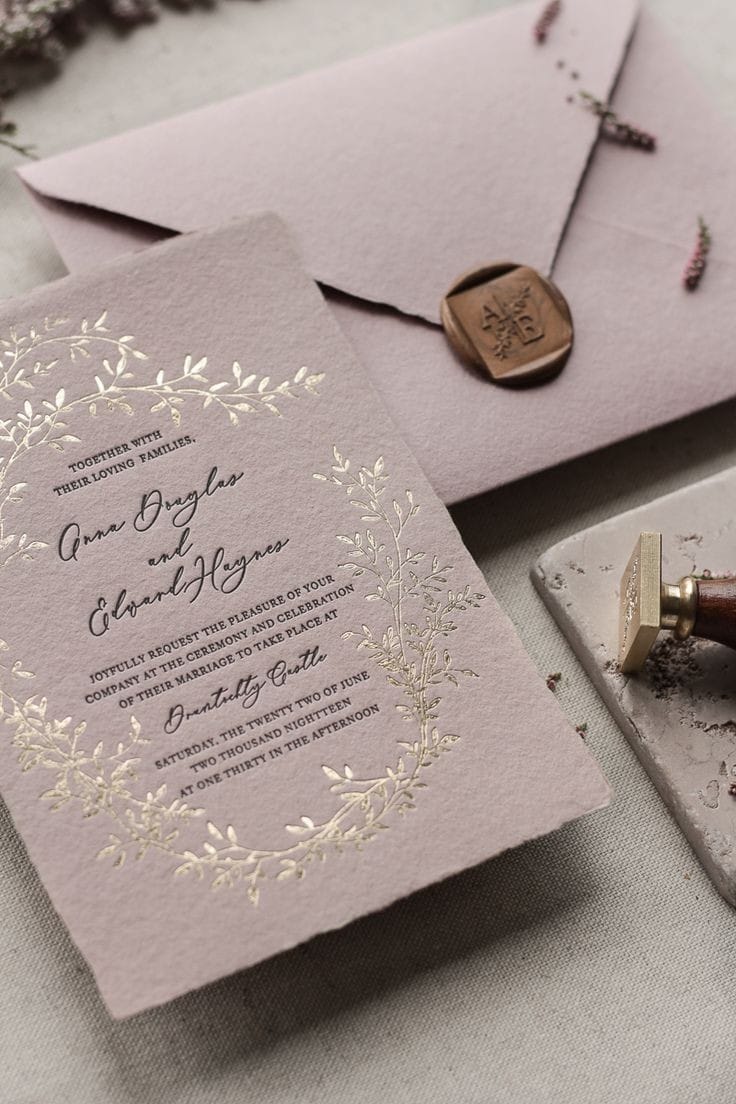 TOGETHER WITH
THEIR LOVING FAMILIES,
Anna Douglas
and
Edward Haynes
JOYFULLY REQUEST THE PLEASURE OF YOUR
COMPANY AT THE CEREMONY AND CELEBRATION
OF THEIR MARRIAGE TO TAKE PLACE AT
Castle
SATURDAY, THE TWENTY TWO OF JUNE
TWO THOUSAND NIGHTTEEN
AT ONE THIRTY IN THE AFTERNOON